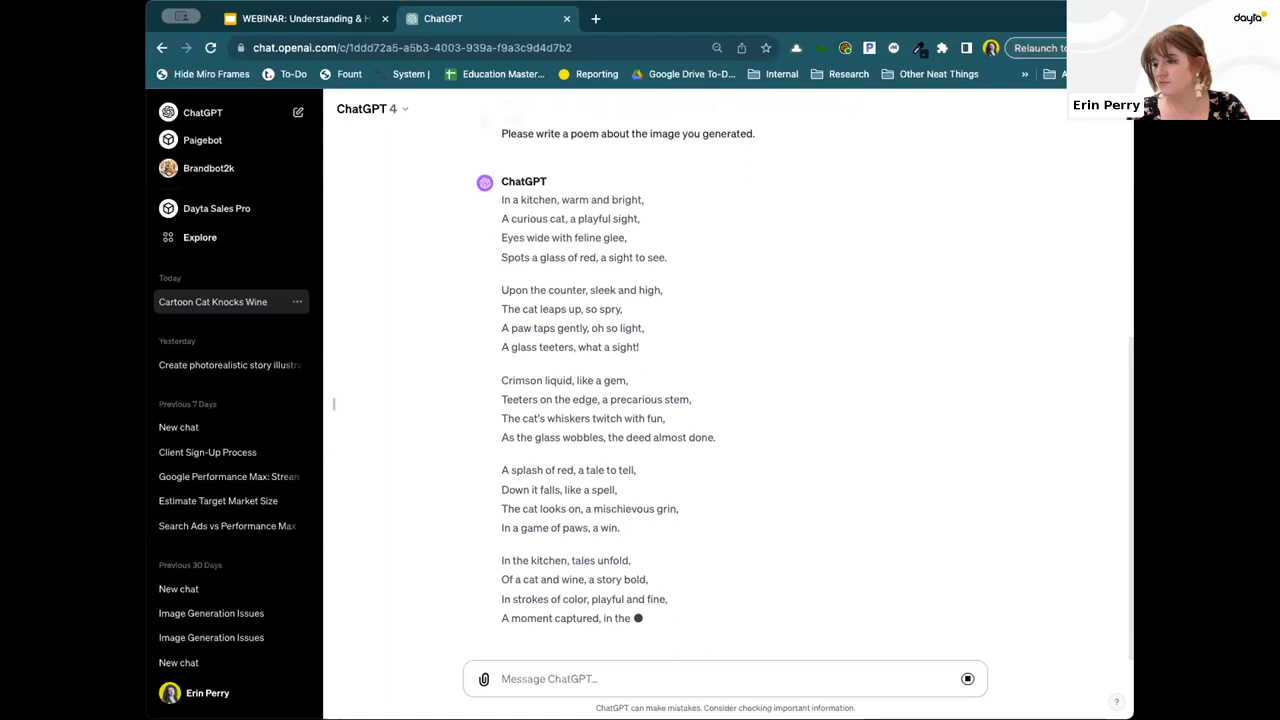 WEBINAR: Understanding & H
ChatGPT
dayta
chat.openai.com/c/1ddd72a5-a5b3-4003-939a-f9a3c9d4d7b2
Relaunch to
Hide Miro Frames
To-Do
Fount
System |
Education Master...
Reporting
Google Drive To-D...
Internal
Research
Other Neat Things
»
Erin Perry
ChatGPT
Paigebot
Brandbot2k
Dayta Sales Pro
Explore
Today
Cartoon Cat Knocks Wine
Yesterday
Create photorealistic story illustra
Previous 7 Days
New chat
Client Sign-Up Process
Google Performance Max: Stream
Estimate Target Market Size
Search Ads vs Performance Max
Previous 30 Days
New chat
Image Generation Issues
Image Generation Issues
New chat
Erin Perry
ChatGPT 4
Please write a poem about the image you generated.
ChatGPT
In a kitchen, warm and bright,
A curious cat, a playful sight,
Eyes wide with feline glee,
Spots a glass of red, a sight to see.
Upon the counter, sleek and high,
The cat leaps up, so spry,
A paw taps gently, oh so light,
A glass teeters, what a sight!
Crimson liquid, like a gem,
Teeters on the edge, a precarious stem,
The cat's whiskers twitch with fun,
As the glass wobbles, the deed almost done.
A splash of red, a tale to tell,
Down it falls, like a spell,
The cat looks on, a mischievous grin,
In a game of paws, a win.
In the kitchen, tales unfold,
Of a cat and wine, a story bold,
In strokes of color, playful and fine,
A moment captured, in the
Message ChatGPT...
ChatGPT can make mistakes. Consider checking important information.
?